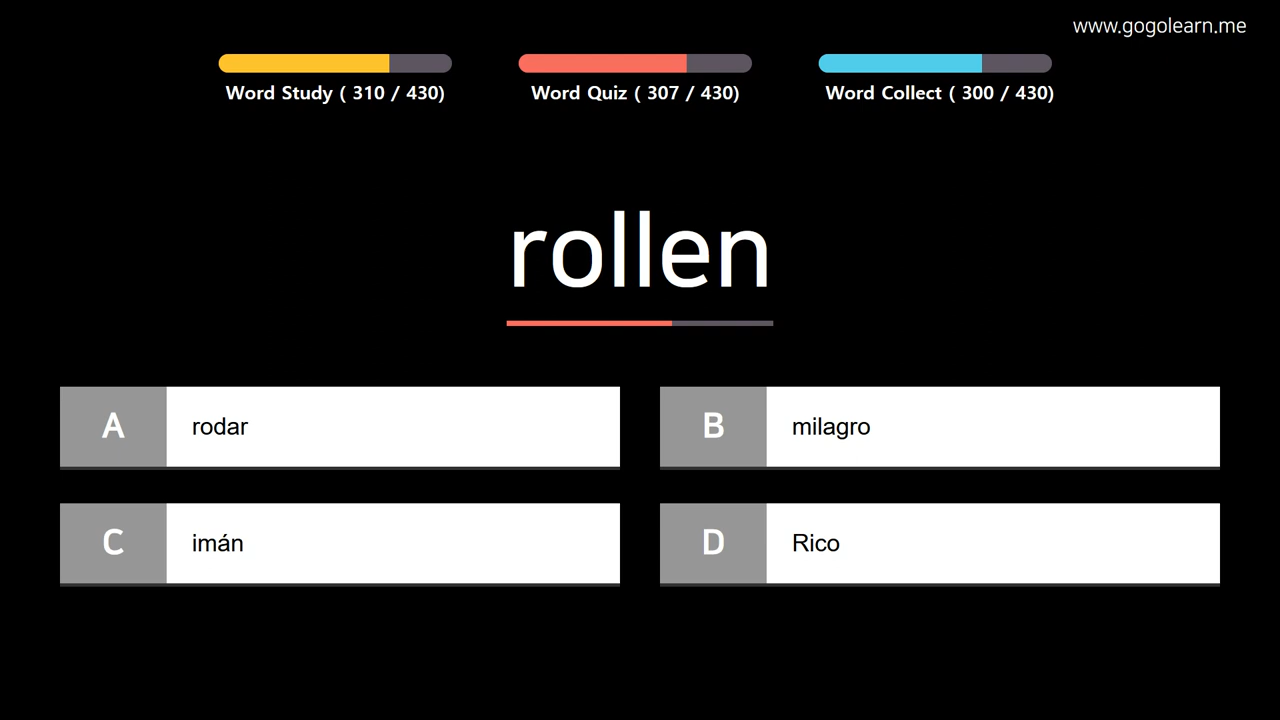 www.gogolearn.me
Word Study ( 310 / 430)
Word Quiz ( 307 / 430)
Word Collect ( 300 / 430)
rollen
A rodar
B milagro
C imán
D Rico